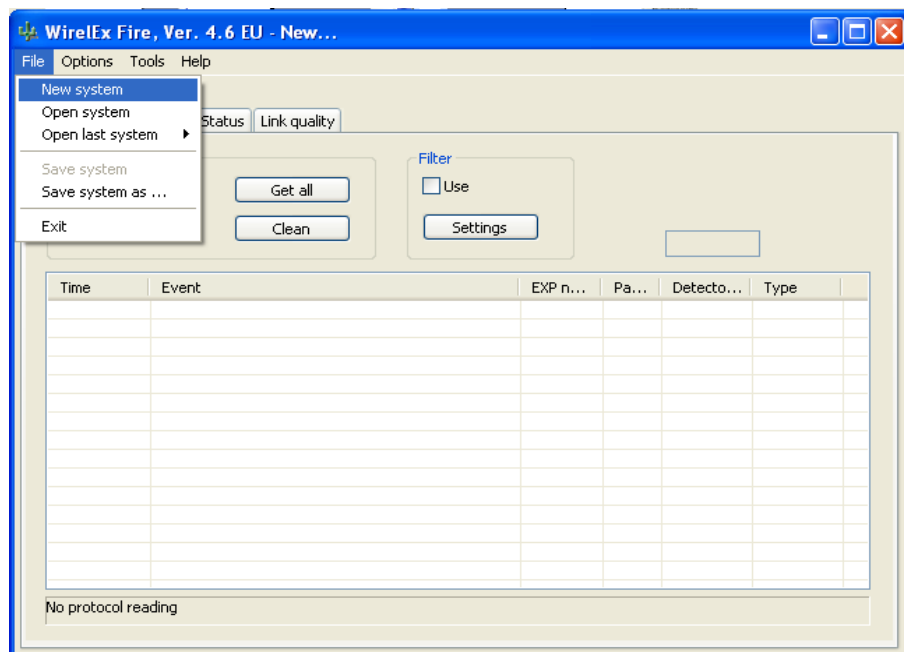 WirelEx Fire, Ver. 4.6 EU - New...
File Options Tools Help
New system
Open system
Open last system
Save system
Save system as ...
Exit
Status Link quality
Get all
Clean
Filter
Use
Settings
Time Event EXP n... Pa... Detecto... Type
No protocol reading